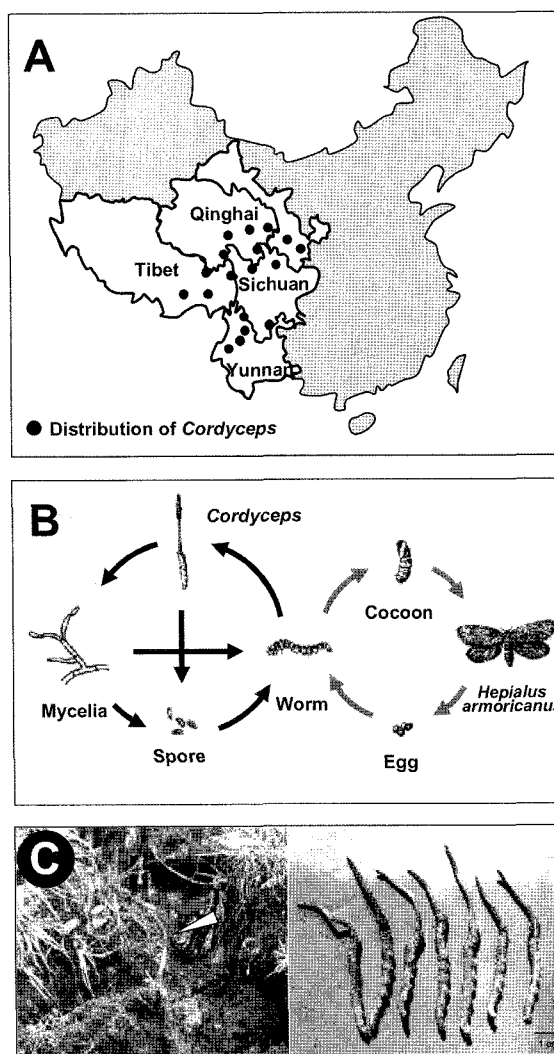 A
Qinghai
Tibet
Sichuan
Yunnan
Distribution of Cordyceps
B
Cordyceps
Cocoon
Mycelia
Worm
Hepialus
armoricanus
Spore
Egg
C